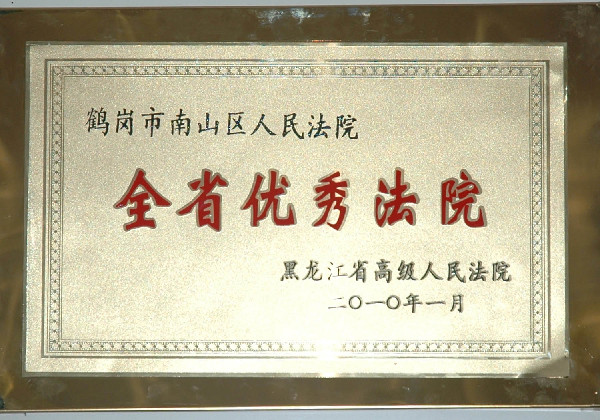 鹤岗市南山区人民法院
全省优秀法院
黑龙江省高级人民法院
二〇一〇年一月